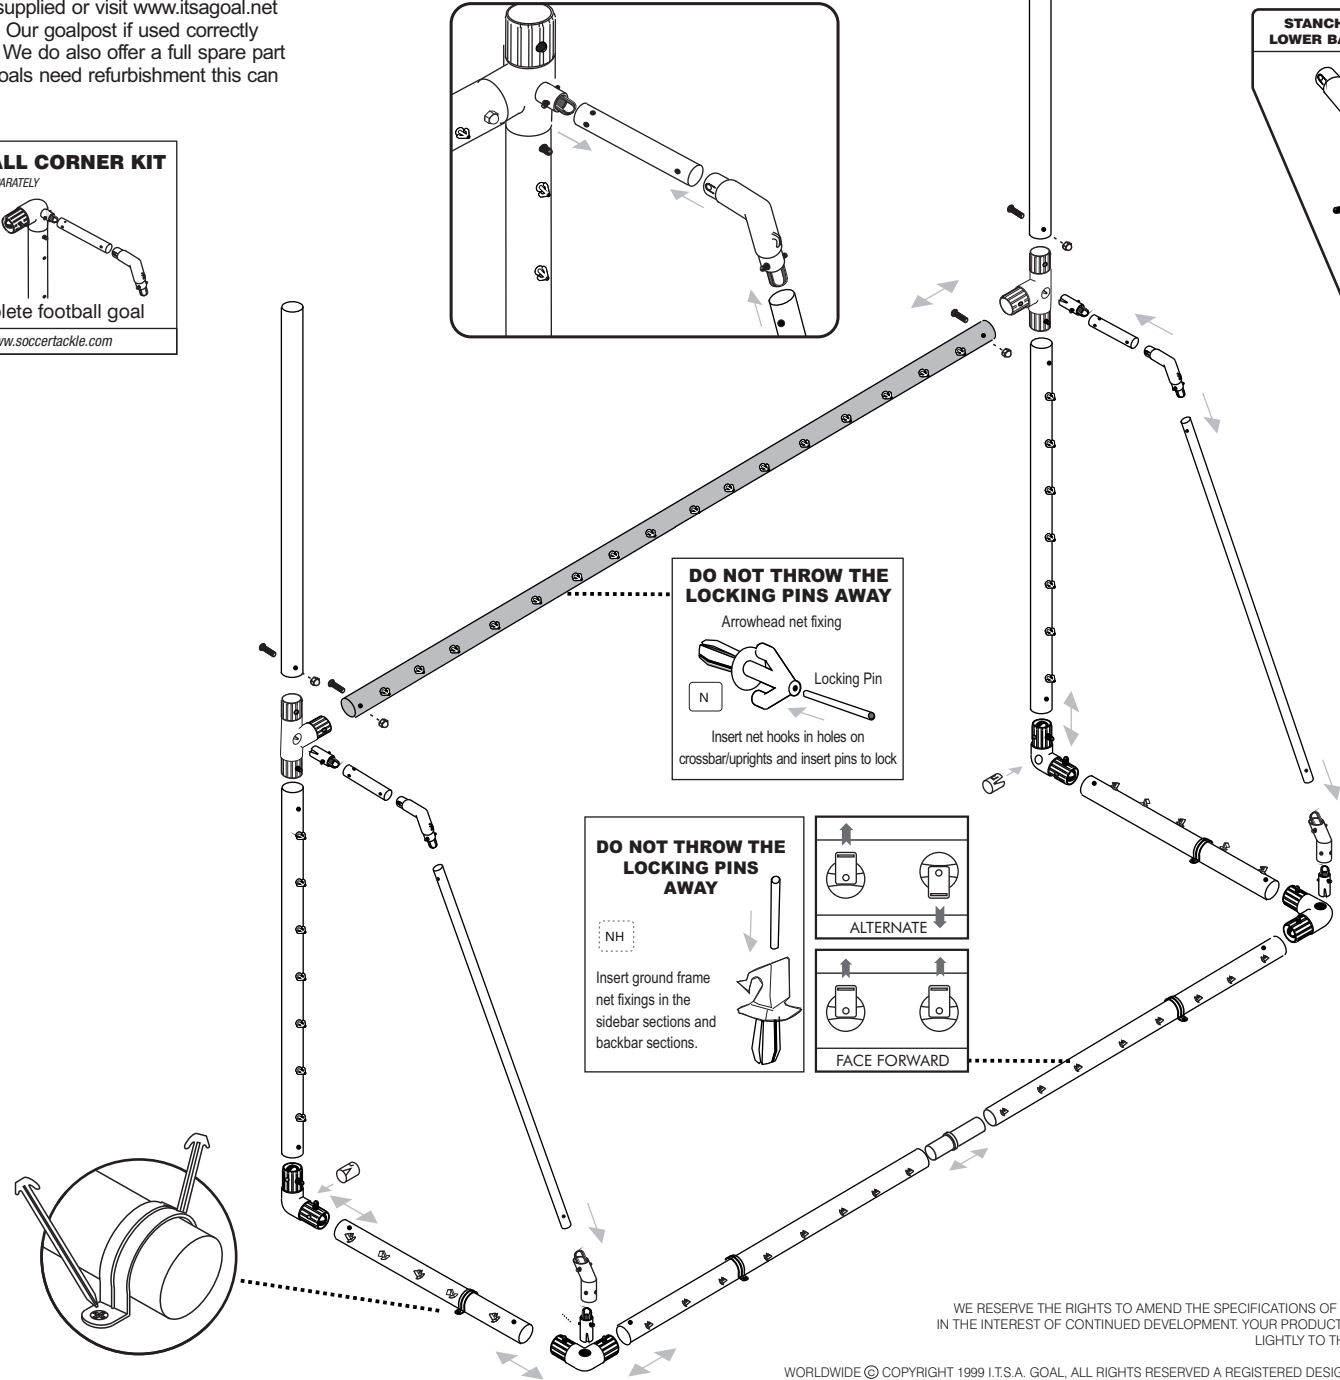 supplied or visit www.itsagoal.net
Our goalpost if used correctly
We do also offer a full spare part
oals need refurbishment this can
STANCH
LOWER BA
ALL CORNER KIT
PARATELY
lete football goal
ww.soccertackle.com
DO NOT THROW THE
LOCKING PINS AWAY
Arrowhead net fixing
Locking Pin
N
Insert net hooks in holes on
crossbar/uprights and insert pins to lock
DO NOT THROW THE
LOCKING PINS
AWAY
NH
Insert ground frame
net fixings in the
sidebar sections and
backbar sections.
ALTERNATE
FACE FORWARD
WE RESERVE THE RIGHTS TO AMEND THE SPECIFICATIONS OF
IN THE INTEREST OF CONTINUED DEVELOPMENT. YOUR PRODUCT
LIGHTLY TO TH
WORLDWIDE © COPYRIGHT 1999 I.T.S.A. GOAL, ALL RIGHTS RESERVED A REGISTERED DESIG